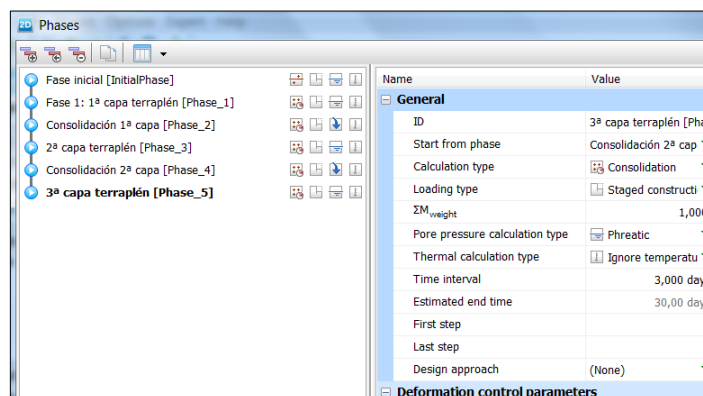 2D Phases
Fase inicial [InitialPhase]
Fase 1: 1ª capa terraplén [Phase_1]
Consolidación 1ª capa [Phase_2]
2ª capa terraplén [Phase_3]
Consolidación 2ª capa [Phase_4]
3ª capa terraplén [Phase_5]
Name Value
General
ID 3ª capa terraplén [Pha
Start from phase Consolidación 2ª cap
Calculation type Consolidation
Loading type Staged constructi
ΣMweight 1,000
Pore pressure calculation type Phreatic
Thermal calculation type Ignore temperatu
Time interval 3,000 day
Estimated end time 30,00 day
First step
Last step
Design approach (None)
Deformation control parameters